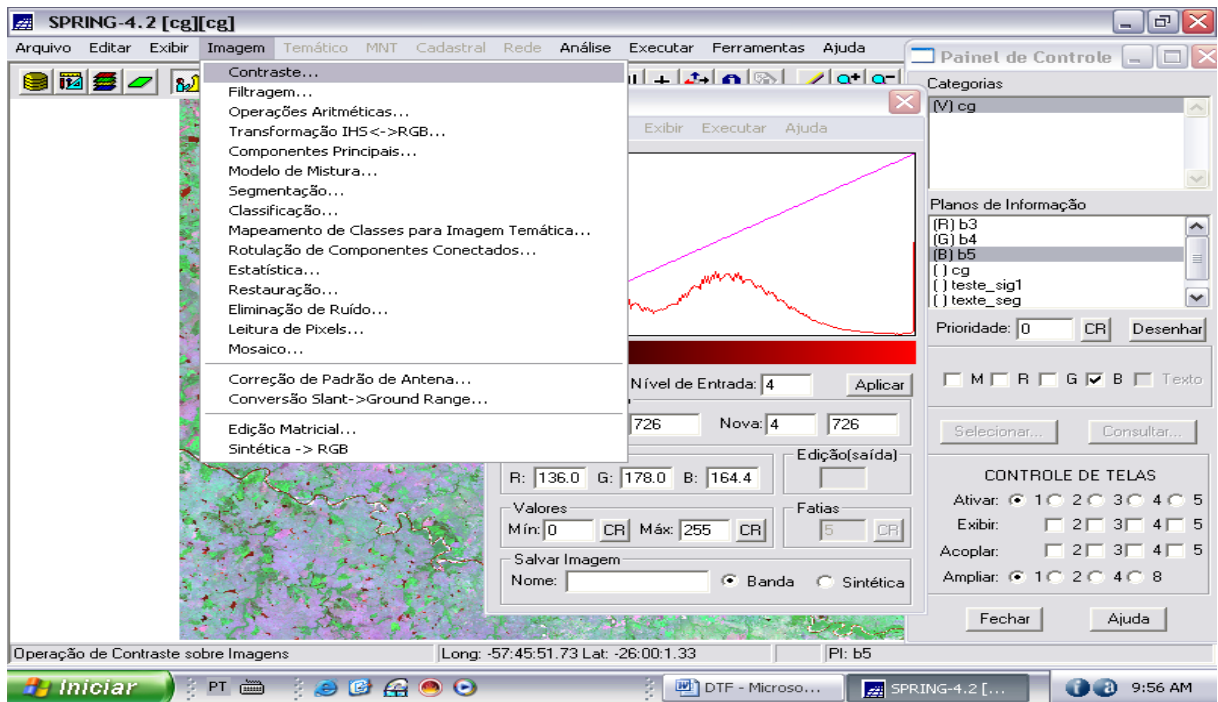 SPRING-4.2 [cg][cg]
Arquivo Editar Exibir Imagem Temático MNT Cadastral Rede Análise Executar Ferramentas Ajuda
Contraste...
Filtragem...
Operações Aritméticas...
Transformação IHS<->RGB...
Componentes Principais...
Modelo de Mistura...
Segmentação...
Classificação...
Mapeamento de Classes para Imagem Temática...
Rotulação de Componentes Conectados...
Estatística...
Restauração...
Eliminação de Ruído...
Leitura de Pixels...
Mosaico...
Correção de Padrão de Antena...
Conversão Slant->Ground Range...
Edição Matricial...
Sintética -> RGB
Exibir Executar Ajuda
Nível de Entrada: 4 Aplicar
726 Nova: 4 726
Edição(saída)
R: 136.0 G: 178.0 B: 164.4
Valores Fatias
Mín: 0 CR Máx: 255 CR 5 CR
Salvar Imagem
Nome: Banda Sintética
Painel de Controle
Categorias
(V) cg
Planos de Informação
(R) b3
(G) b4
(B) b5
( ) cg
( ) teste_sig1
( ) texte_seg
Prioridade: 0 CR Desenhar
M R G B Texto
Selecionar... Consultar...
CONTROLE DE TELAS
Ativar: 1 2 3 4 5
Exibir: 2 3 4 5
Acoplar: 2 3 4 5
Ampliar: 1 2 4 8
Fechar Ajuda
Operação de Contraste sobre Imagens Long: -57:45:51.73 Lat: -26:00:1.33 PI: b5
Iniciar PT DTF - Microso... SPRING-4.2 [... 9:56 AM